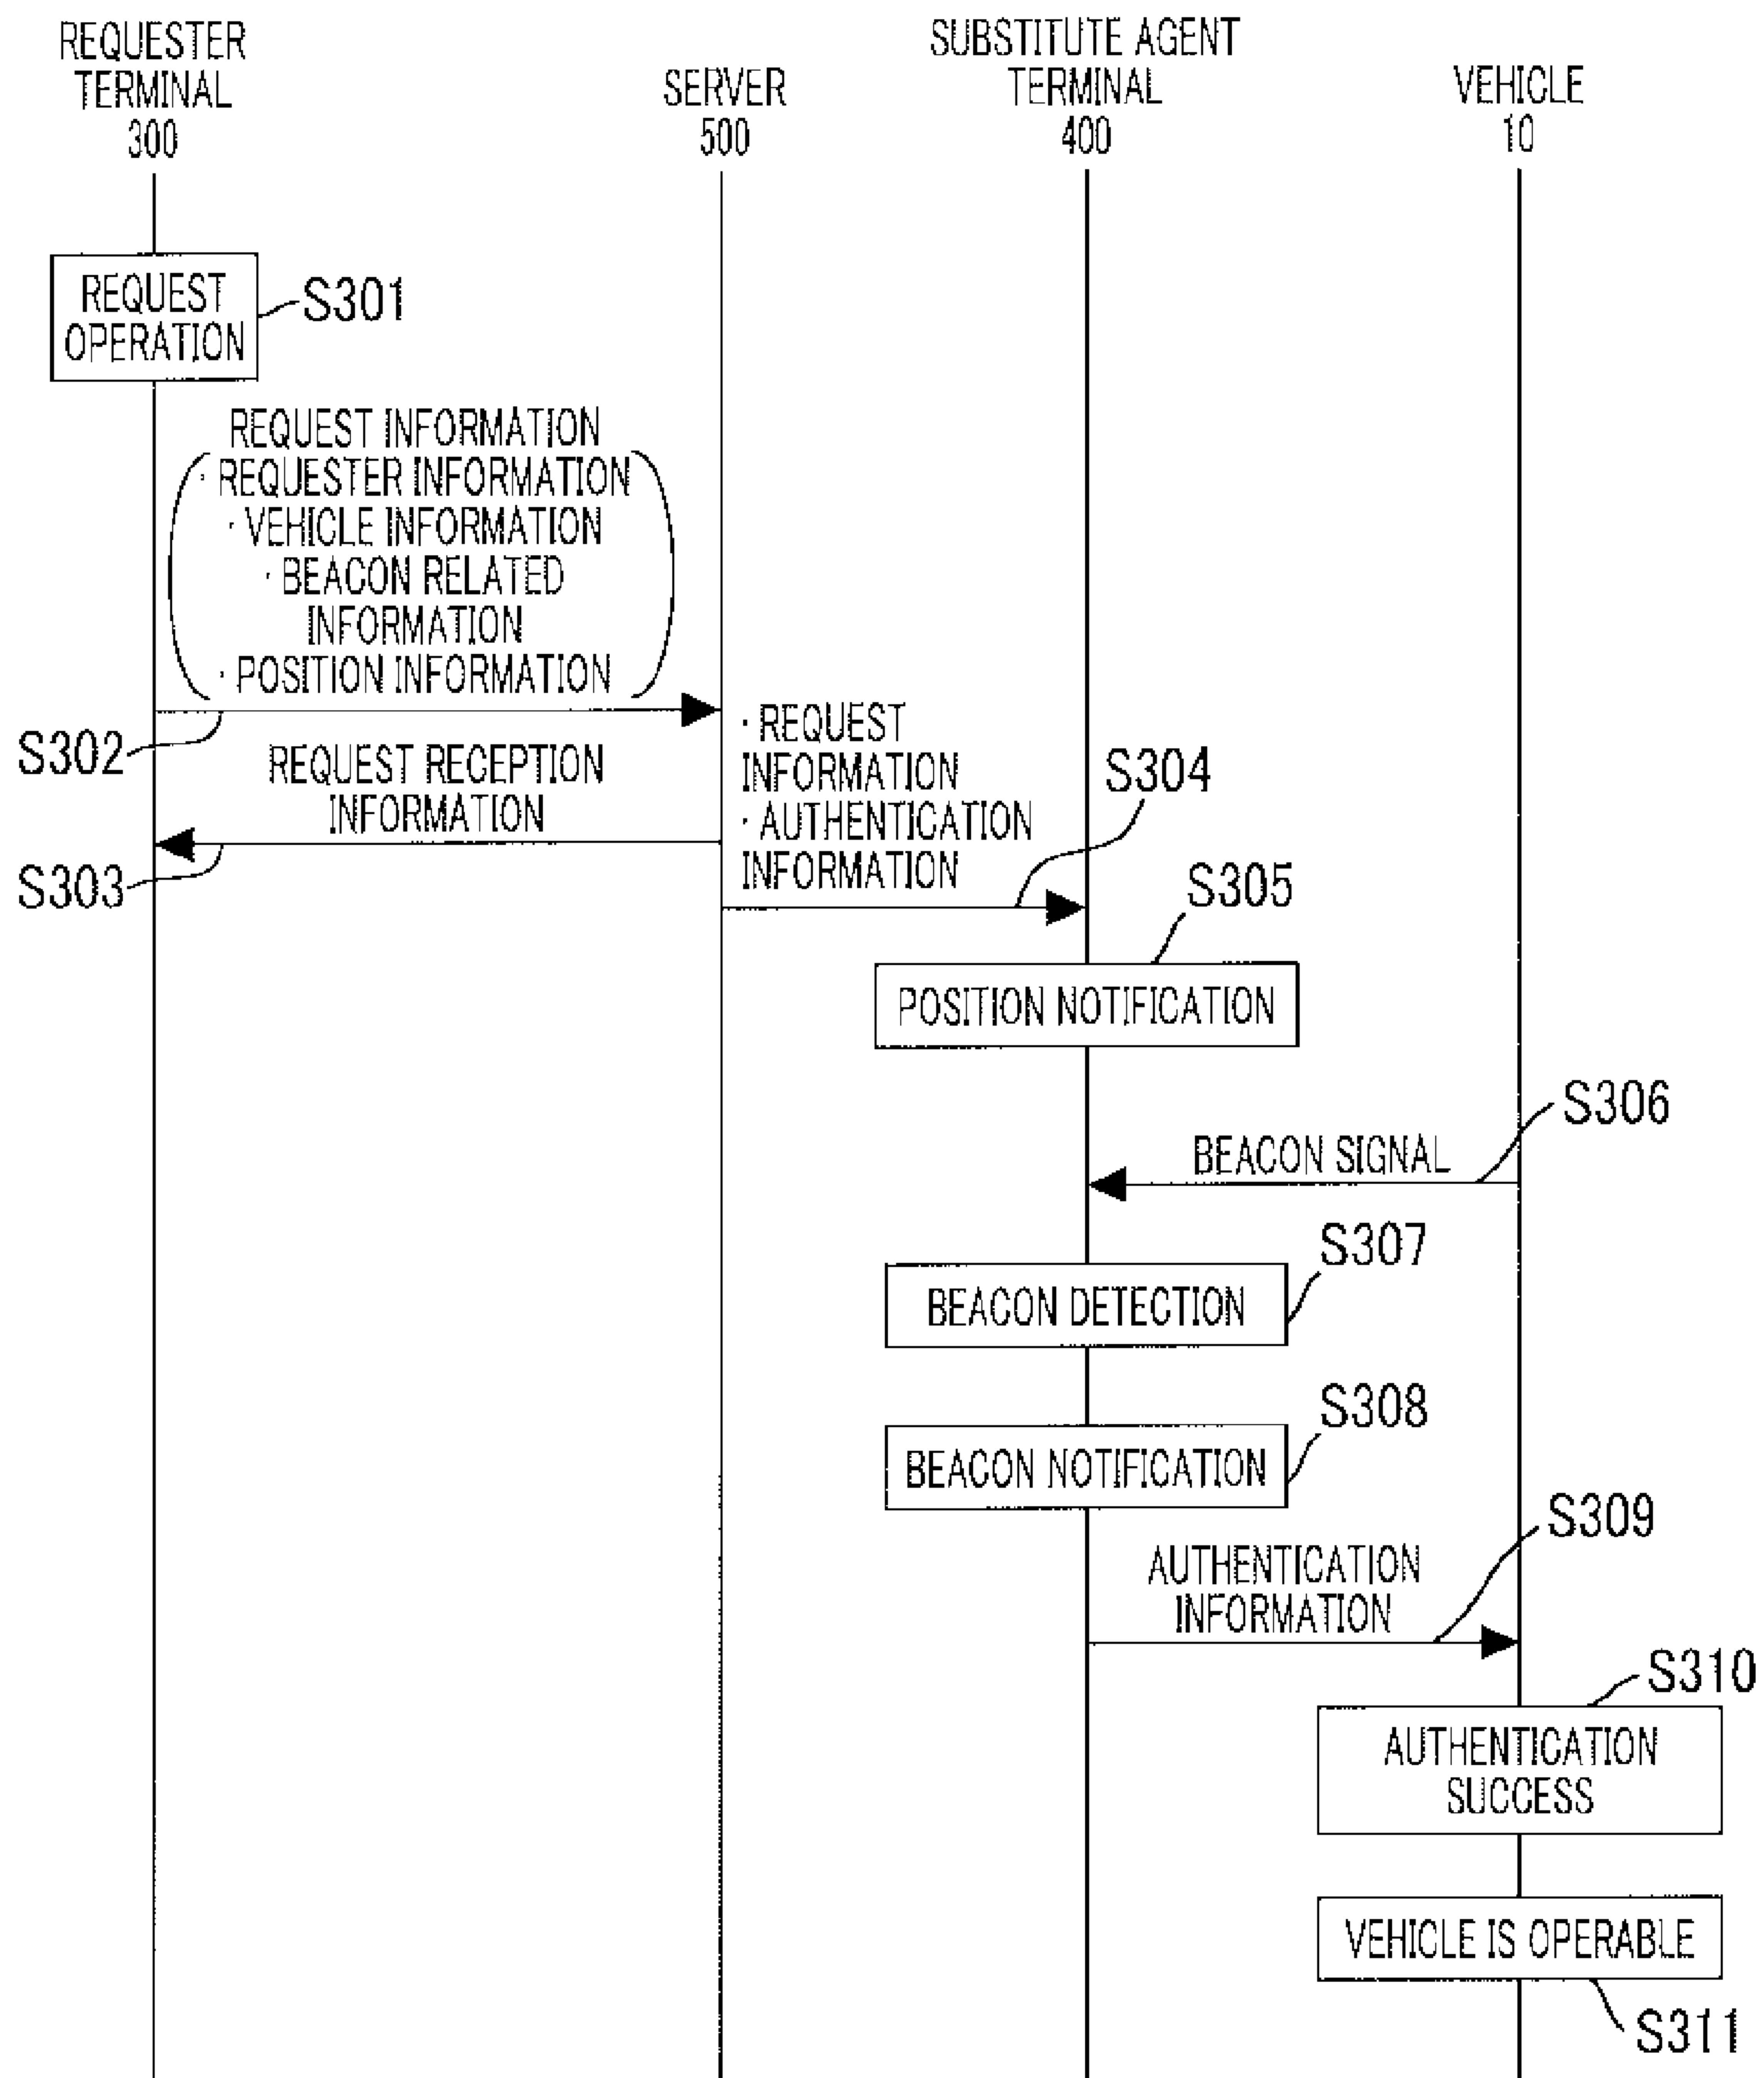 REQUESTER
TERMINAL
300
SERVER
500
SUBSTITUTE AGENT
TERMINAL
400
VEHICLE
10
REQUEST
OPERATION
S301
REQUEST INFORMATION
· REQUESTER INFORMATION
· VEHICLE INFORMATION
· BEACON RELATED
INFORMATION
· POSITION INFORMATION
S302
REQUEST RECEPTION
INFORMATION
S303
· REQUEST
INFORMATION
· AUTHENTICATION
INFORMATION
S304
S305
POSITION NOTIFICATION
S306
BEACON SIGNAL
S307
BEACON DETECTION
S308
BEACON NOTIFICATION
S309
AUTHENTICATION
INFORMATION
S310
AUTHENTICATION
SUCCESS
VEHICLE IS OPERABLE
S311